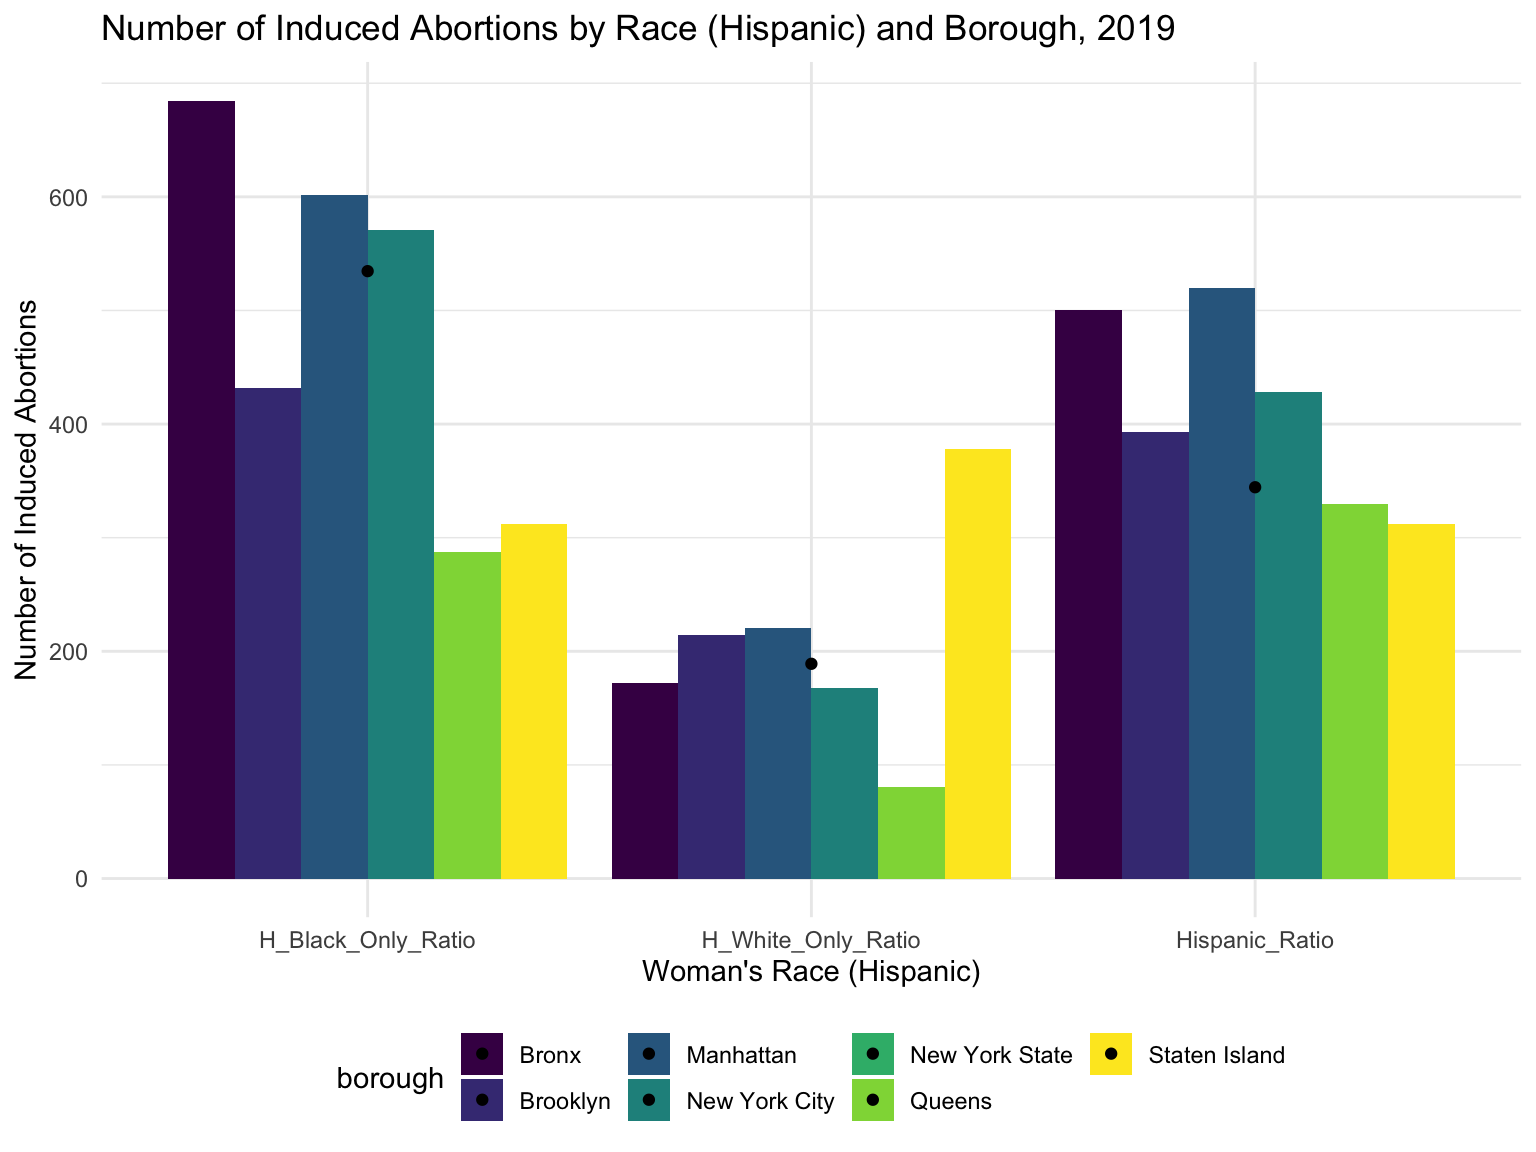 Number of Induced Abortions by Race (Hispanic) and Borough, 2019
Number of Induced Abortions
600
400
200
0
H_Black_Only_Ratio H_White_Only_Ratio Hispanic_Ratio
Woman's Race (Hispanic)
borough
Bronx Manhattan New York State Staten Island
Brooklyn New York City Queens